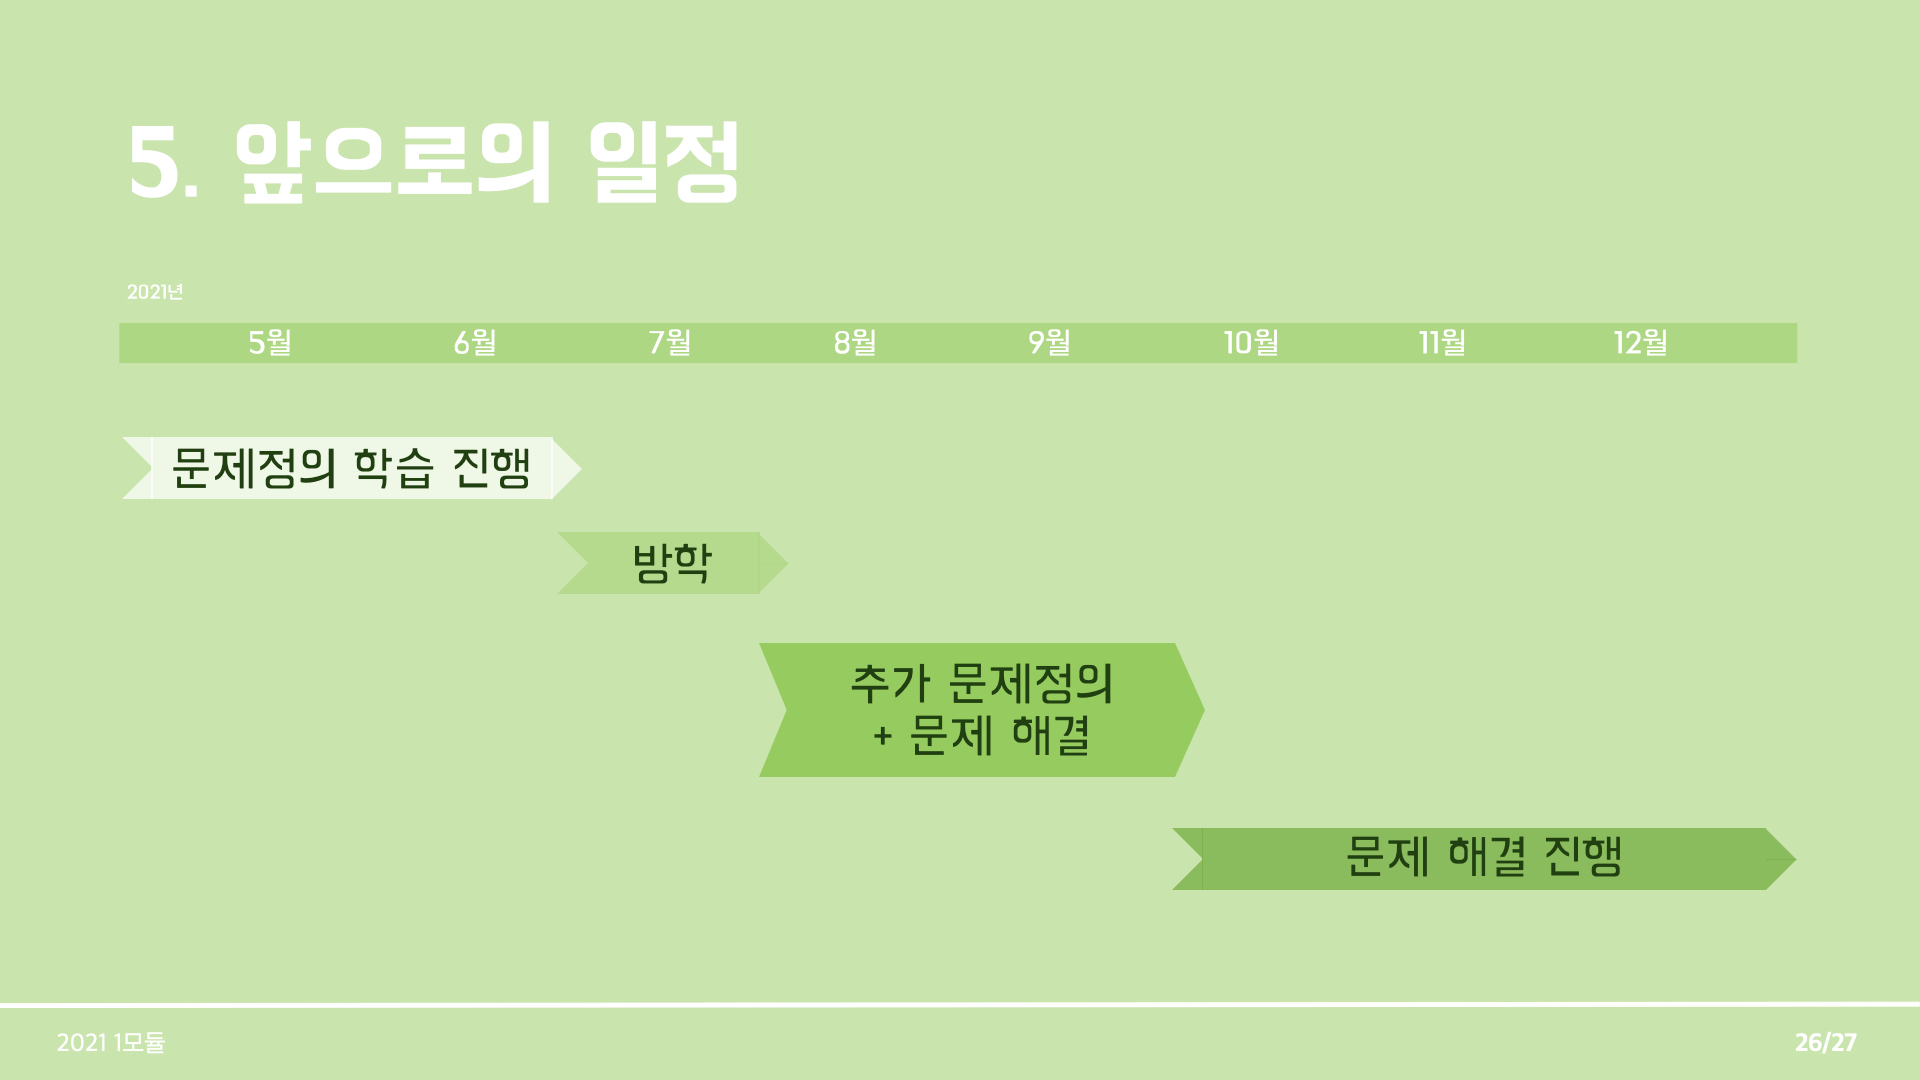 5. 앞으로의 일정
2021년
5월 6월 7월 8월 9월 10월 11월 12월
문제정의 학습 진행
방학
추가 문제정의
+ 문제 해결
문제 해결 진행
2021 1모듈
26/27